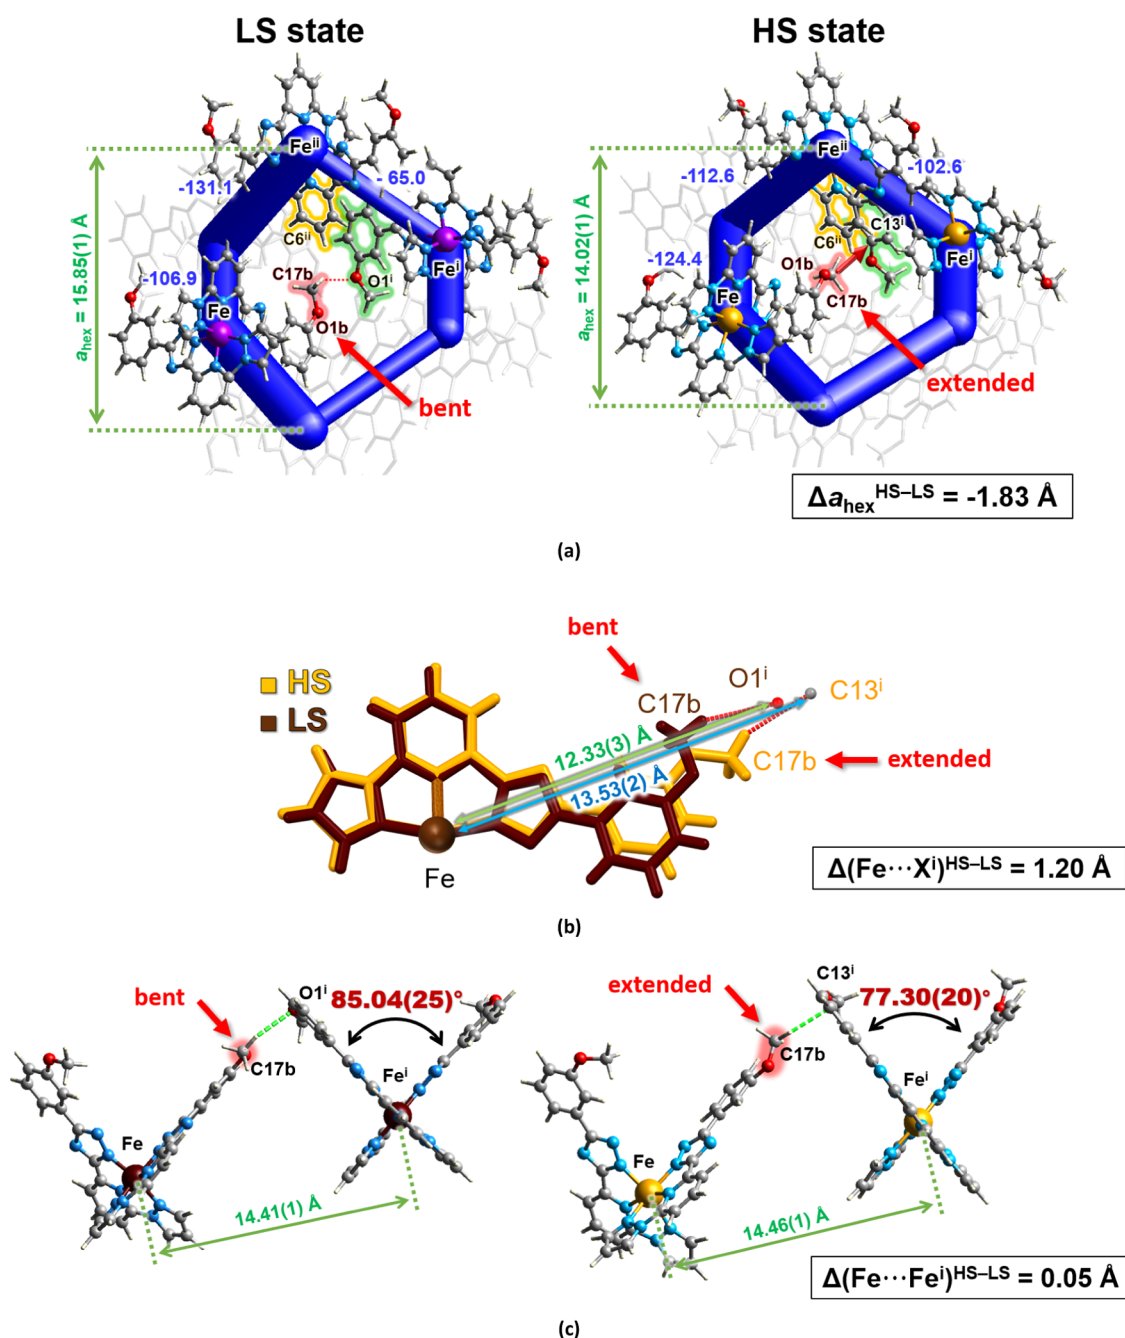 LS state
HS state
Feⁱⁱ
-131.1
- 65.0
C6ⁱⁱ
C17b
O1ⁱ
Feⁱ
-106.9
Fe
O1b
bent
a_hex = 15.85(1) Å
Feⁱⁱ
-112.6
-102.6
C13ⁱ
C6ⁱⁱ
Feⁱ
O1b
-124.4
C17b
Fe
extended
a_hex = 14.02(1) Å
Δa_hex^HS–LS = -1.83 Å
(a)
bent
HS
LS
O1ⁱ
C17b
C13ⁱ
12.33(3) Å
C17b
extended
13.53(2) Å
Fe
Δ(Fe···Xⁱ)^HS–LS = 1.20 Å
(b)
bent
O1ⁱ
85.04(25)°
C17b
Feⁱ
Fe
14.41(1) Å
extended
C13ⁱ
77.30(20)°
C17b
Feⁱ
Fe
14.46(1) Å
Δ(Fe···Feⁱ)^HS–LS = 0.05 Å
(c)